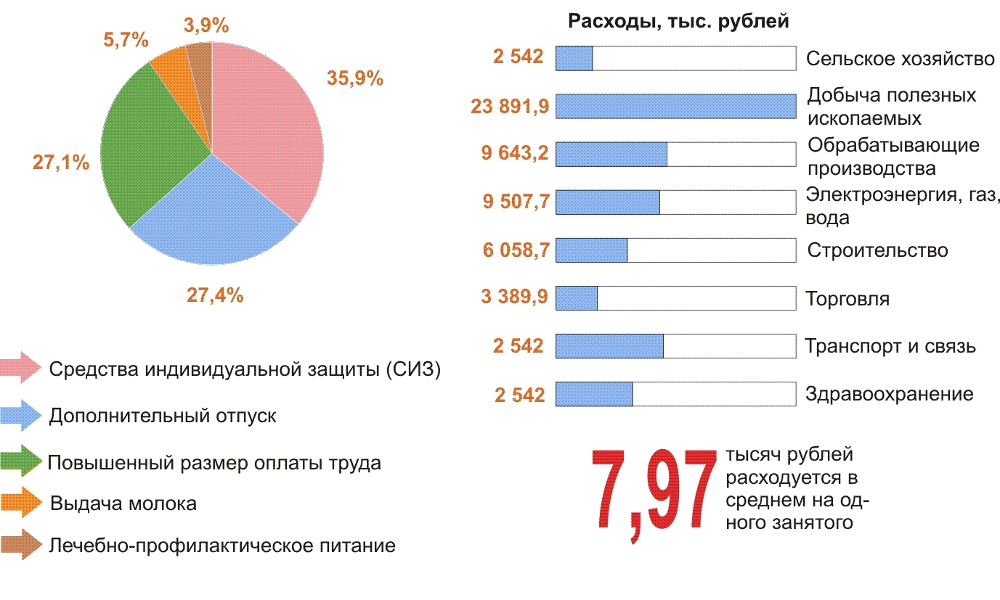 3,9%
5,7%
35,9%
27,1%
27,4%
Средства индивидуальной защиты (СИЗ)
Дополнительный отпуск
Повышенный размер оплаты труда
Выдача молока
Лечебно-профилактическое питание
Расходы, тыс. рублей
2 542 Сельское хозяйство
23 891,9 Добыча полезных
ископаемых
9 643,2 Обрабатывающие
производства
9 507,7 Электроэнергия, газ,
вода
6 058,7 Строительство
3 389,9 Торговля
2 542 Транспорт и связь
2 542 Здравоохранение
7,97
тысяч рублей
расходуется в
среднем на од-
ного занятого